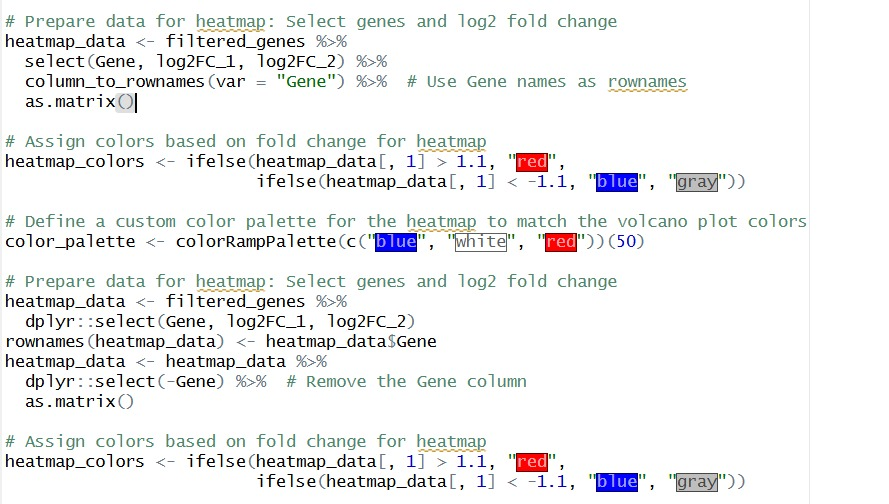 # Prepare data for heatmap: Select genes and log2 fold change
heatmap_data <- filtered_genes %>%
  select(Gene, log2FC_1, log2FC_2) %>%
  column_to_rownames(var = "Gene") %>%  # Use Gene names as rownames
  as.matrix()

# Assign colors based on fold change for heatmap
heatmap_colors <- ifelse(heatmap_data[, 1] > 1.1, "red",
                         ifelse(heatmap_data[, 1] < -1.1, "blue", "gray"))

# Define a custom color palette for the heatmap to match the volcano plot colors
color_palette <- colorRampPalette(c("blue", "white", "red"))(50)

# Prepare data for heatmap: Select genes and log2 fold change
heatmap_data <- filtered_genes %>%
  dplyr::select(Gene, log2FC_1, log2FC_2)
rownames(heatmap_data) <- heatmap_data$Gene
heatmap_data <- heatmap_data %>%
  dplyr::select(-Gene) %>%  # Remove the Gene column
  as.matrix()

# Assign colors based on fold change for heatmap
heatmap_colors <- ifelse(heatmap_data[, 1] > 1.1, "red",
                         ifelse(heatmap_data[, 1] < -1.1, "blue", "gray"))